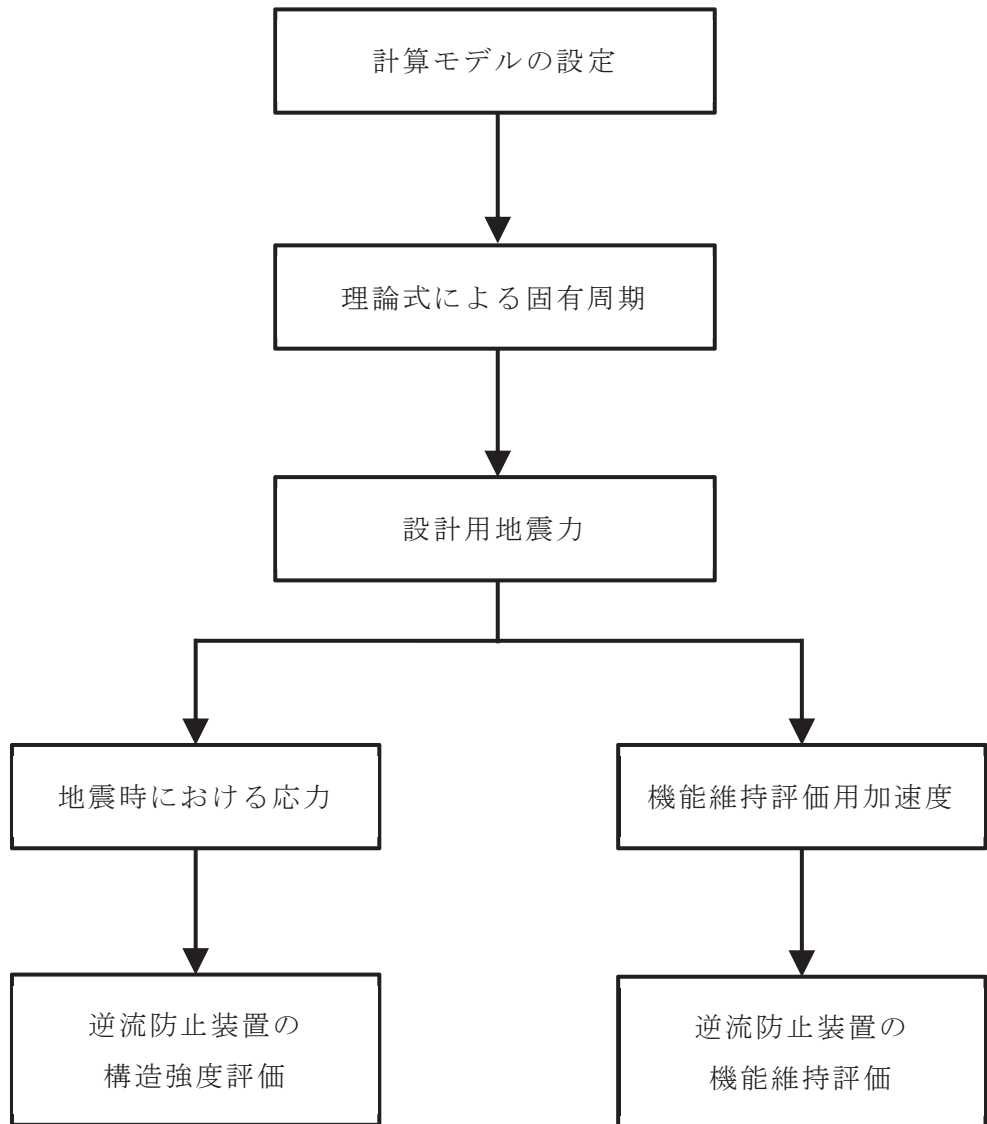 計算モデルの設定
理論式による固有周期
設計用地震力
地震時における応力
機能維持評価用加速度
逆流防止装置の
構造強度評価
逆流防止装置の
機能維持評価